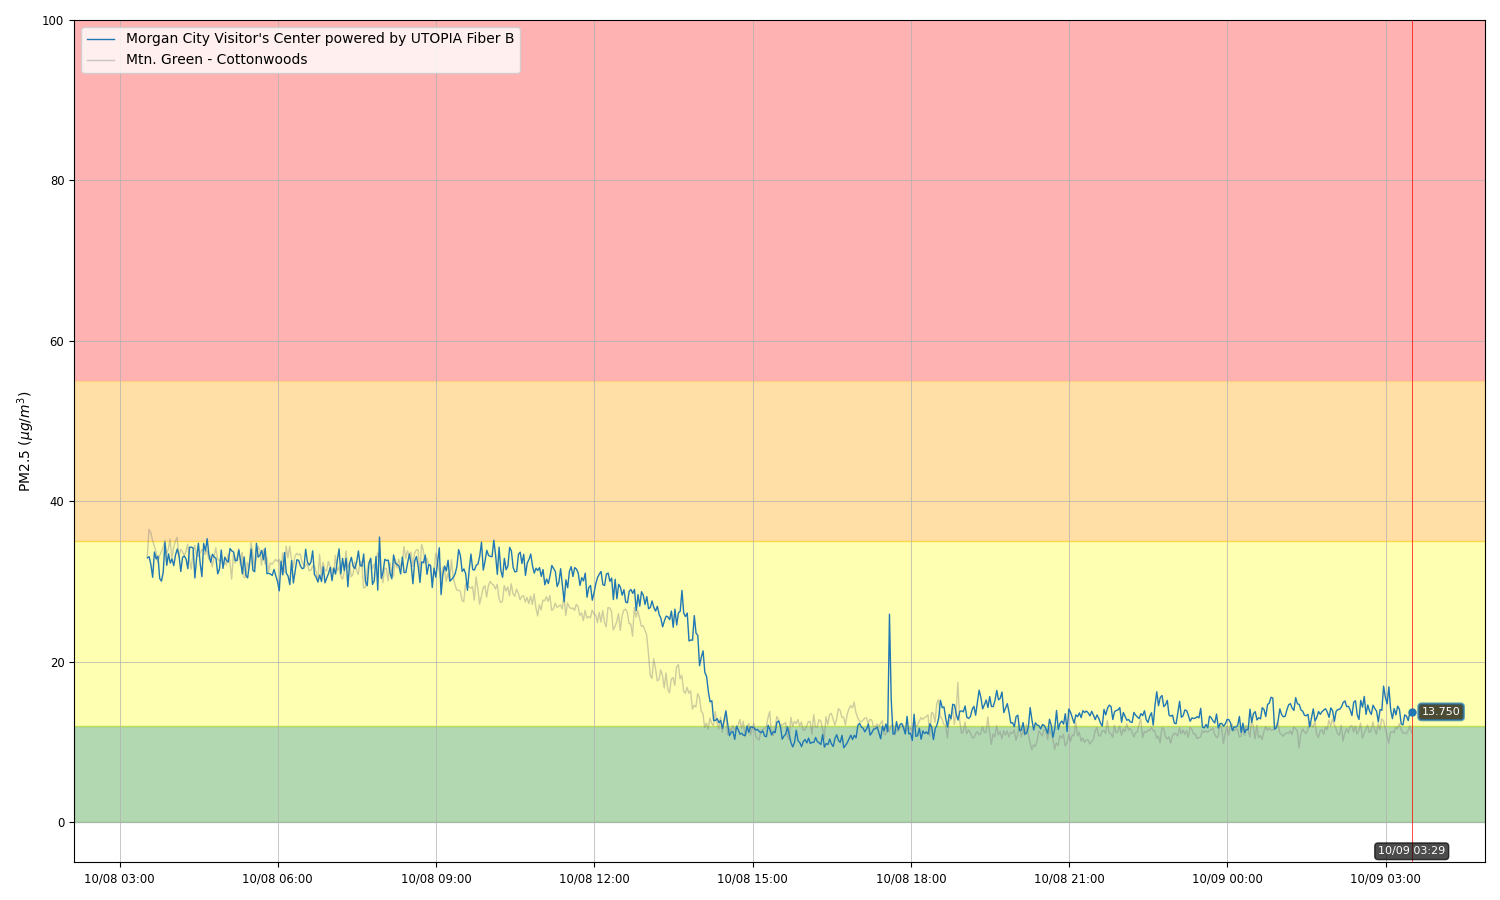 100
80
60
40
20
0
PM2.5 (μg/m³)
Morgan City Visitor's Center powered by UTOPIA Fiber B
Mtn. Green - Cottonwoods
13.750
10/09 03:29
10/08 03:00 10/08 06:00 10/08 09:00 10/08 12:00 10/08 15:00 10/08 18:00 10/08 21:00 10/09 00:00 10/09 03:00